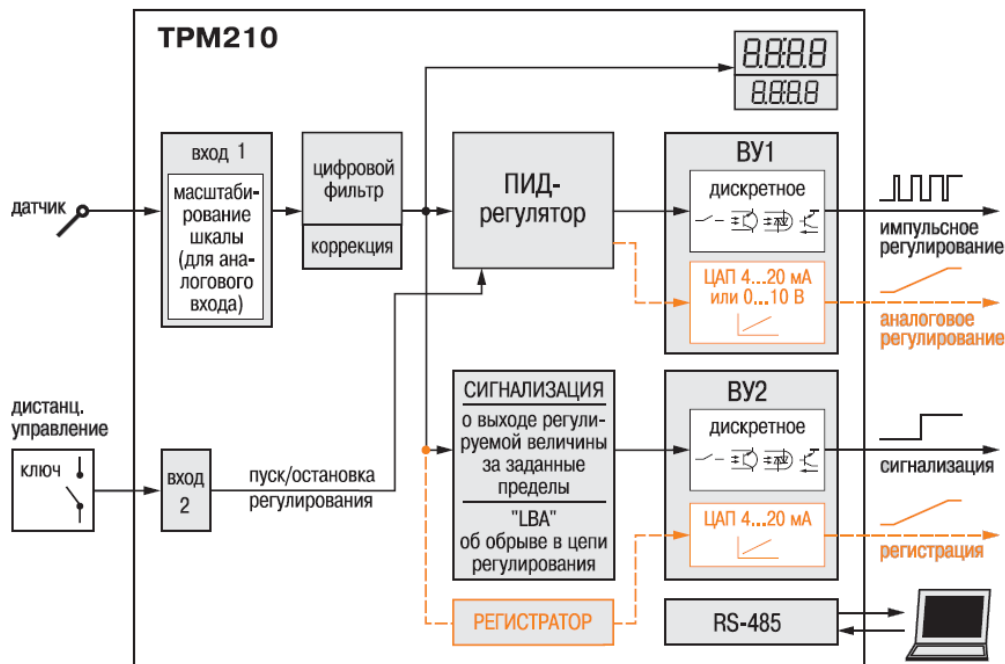 ТРМ210
8.8.8.8
8.8.8.8
вход 1
масштаби-
рование
шкалы
(для ана-
логового
входа)
датчик
цифровой
фильтр
коррекция
ПИД-
регулятор
ВУ1
дискретное
ЦАП 4...20 мА
или 0...10 В
импульсное
регулирование
аналоговое
регулирование
дистанц.
управление
ключ
вход
2
пуск/остановка
регулирования
СИГНАЛИЗАЦИЯ
о выходе регули-
руемой величины
за заданные
пределы
"LBA"
об обрыве в цепи
регулирования
РЕГИСТРАТОР
ВУ2
дискретное
ЦАП 4...20 мА
сигнализация
регистрация
RS-485